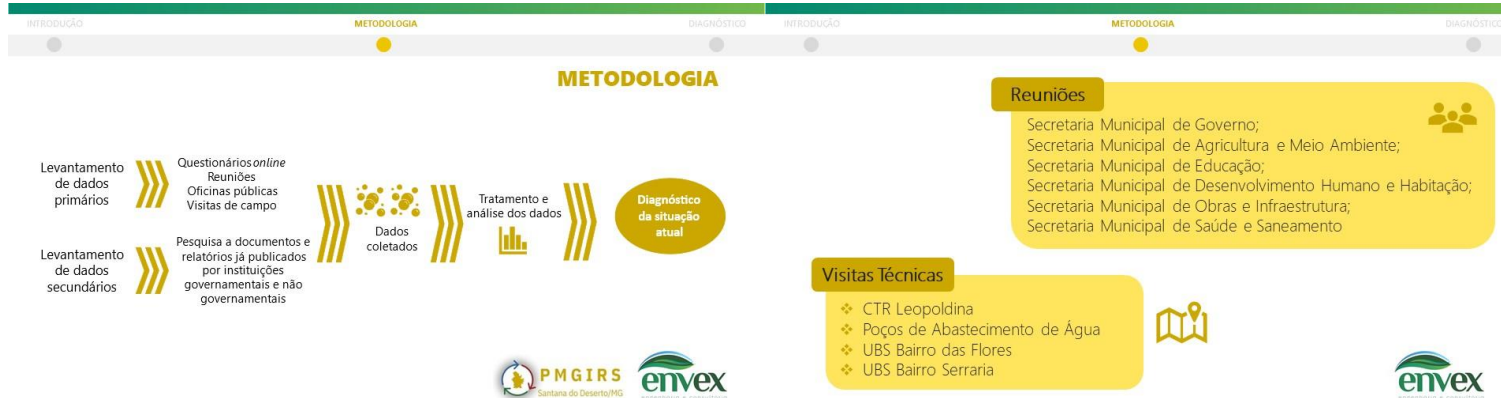 INTRODUÇÃO
METODOLOGIA
DIAGNÓSTICO
METODOLOGIA
Levantamento
de dados
primários
Questionários online
Reuniões
Oficinas públicas
Visitas de campo
Levantamento
de dados
secundários
Pesquisa a documentos e
relatórios já publicados
por instituições
governamentais e não
governamentais
Dados
coletados
Tratamento e
análise dos dados
Diagnóstico
da situação
atual
PMGIRS
Santana do Deserto/MG
envex
INTRODUÇÃO
METODOLOGIA
DIAGNÓSTICO
Reuniões
Secretaria Municipal de Governo;
Secretaria Municipal de Agricultura e Meio Ambiente;
Secretaria Municipal de Educação;
Secretaria Municipal de Desenvolvimento Humano e Habitação;
Secretaria Municipal de Obras e Infraestrutura;
Secretaria Municipal de Saúde e Saneamento
Visitas Técnicas
CTR Leopoldina
Poços de Abastecimento de Água
UBS Bairro das Flores
UBS Bairro Serraria
envex